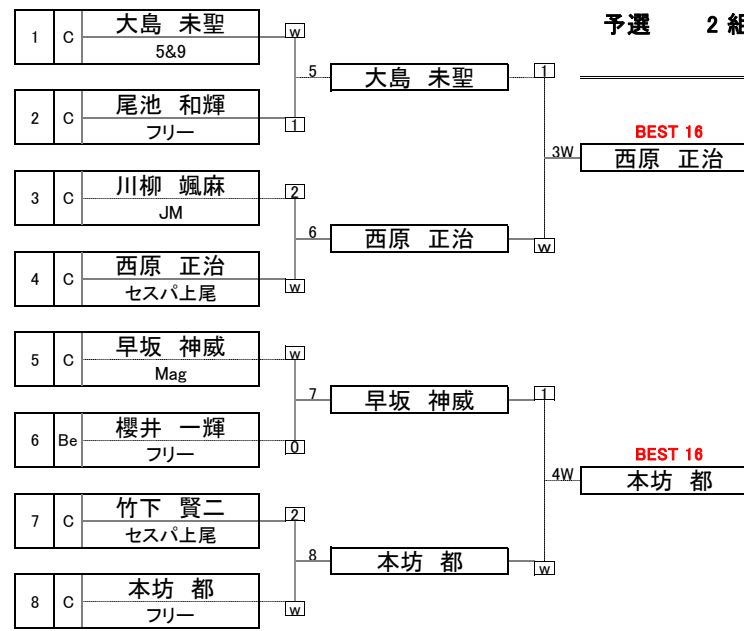 予選 2 組
1 C 大島 未聖 W
5&9
5 大島 未聖 1
2 C 尾池 和輝 1
フリー
BEST 16
3W 西原 正治
3 C 川柳 颯麻 2
JM
6 西原 正治 W
4 C 西原 正治 W
セスパ上尾
5 C 早坂 神威 W
Mag
7 早坂 神威 1
6 Be 櫻井 一輝 0
フリー
BEST 16
4W 本坊 都
7 C 竹下 賢二 2
セスパ上尾
8 本坊 都 W
8 C 本坊 都 W
フリー